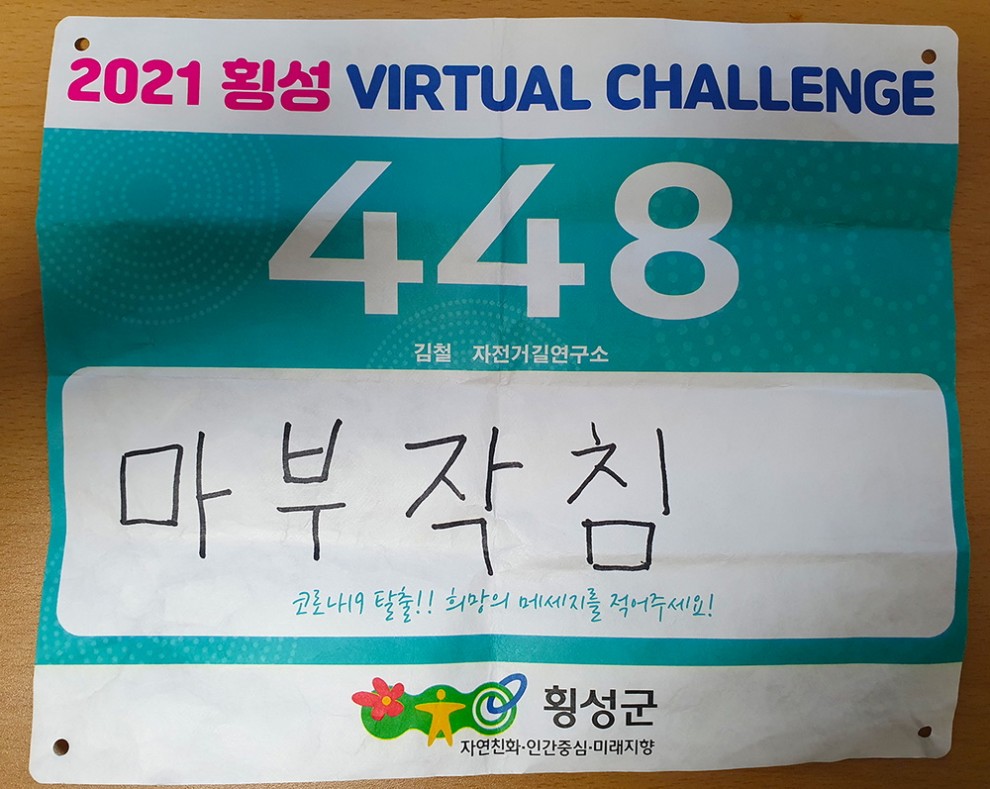 2021 횡성 VIRTUAL CHALLENGE
448
김철 자전거길연구소
마부작침
코로나19 탈출!! 희망의 메세지를 적어주세요!
횡성군
자연친화·인간중심·미래지향